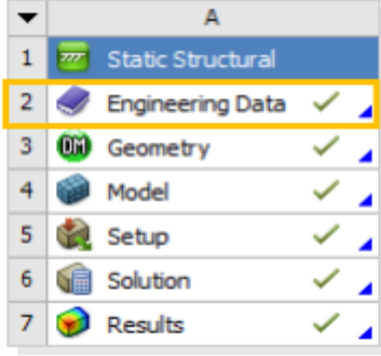 A
1 Static Structural
2 Engineering Data
3 DM Geometry
4 Model
5 Setup
6 Solution
7 Results